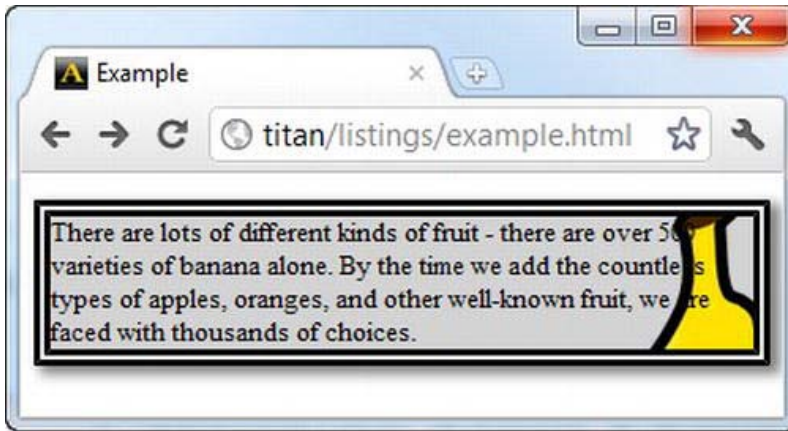 Example
titan/listings/example.html
There are lots of different kinds of fruit - there are over
varieties of banana alone. By the time we add the countless
types of apples, oranges, and other well-known fruit, we are
faced with thousands of choices.